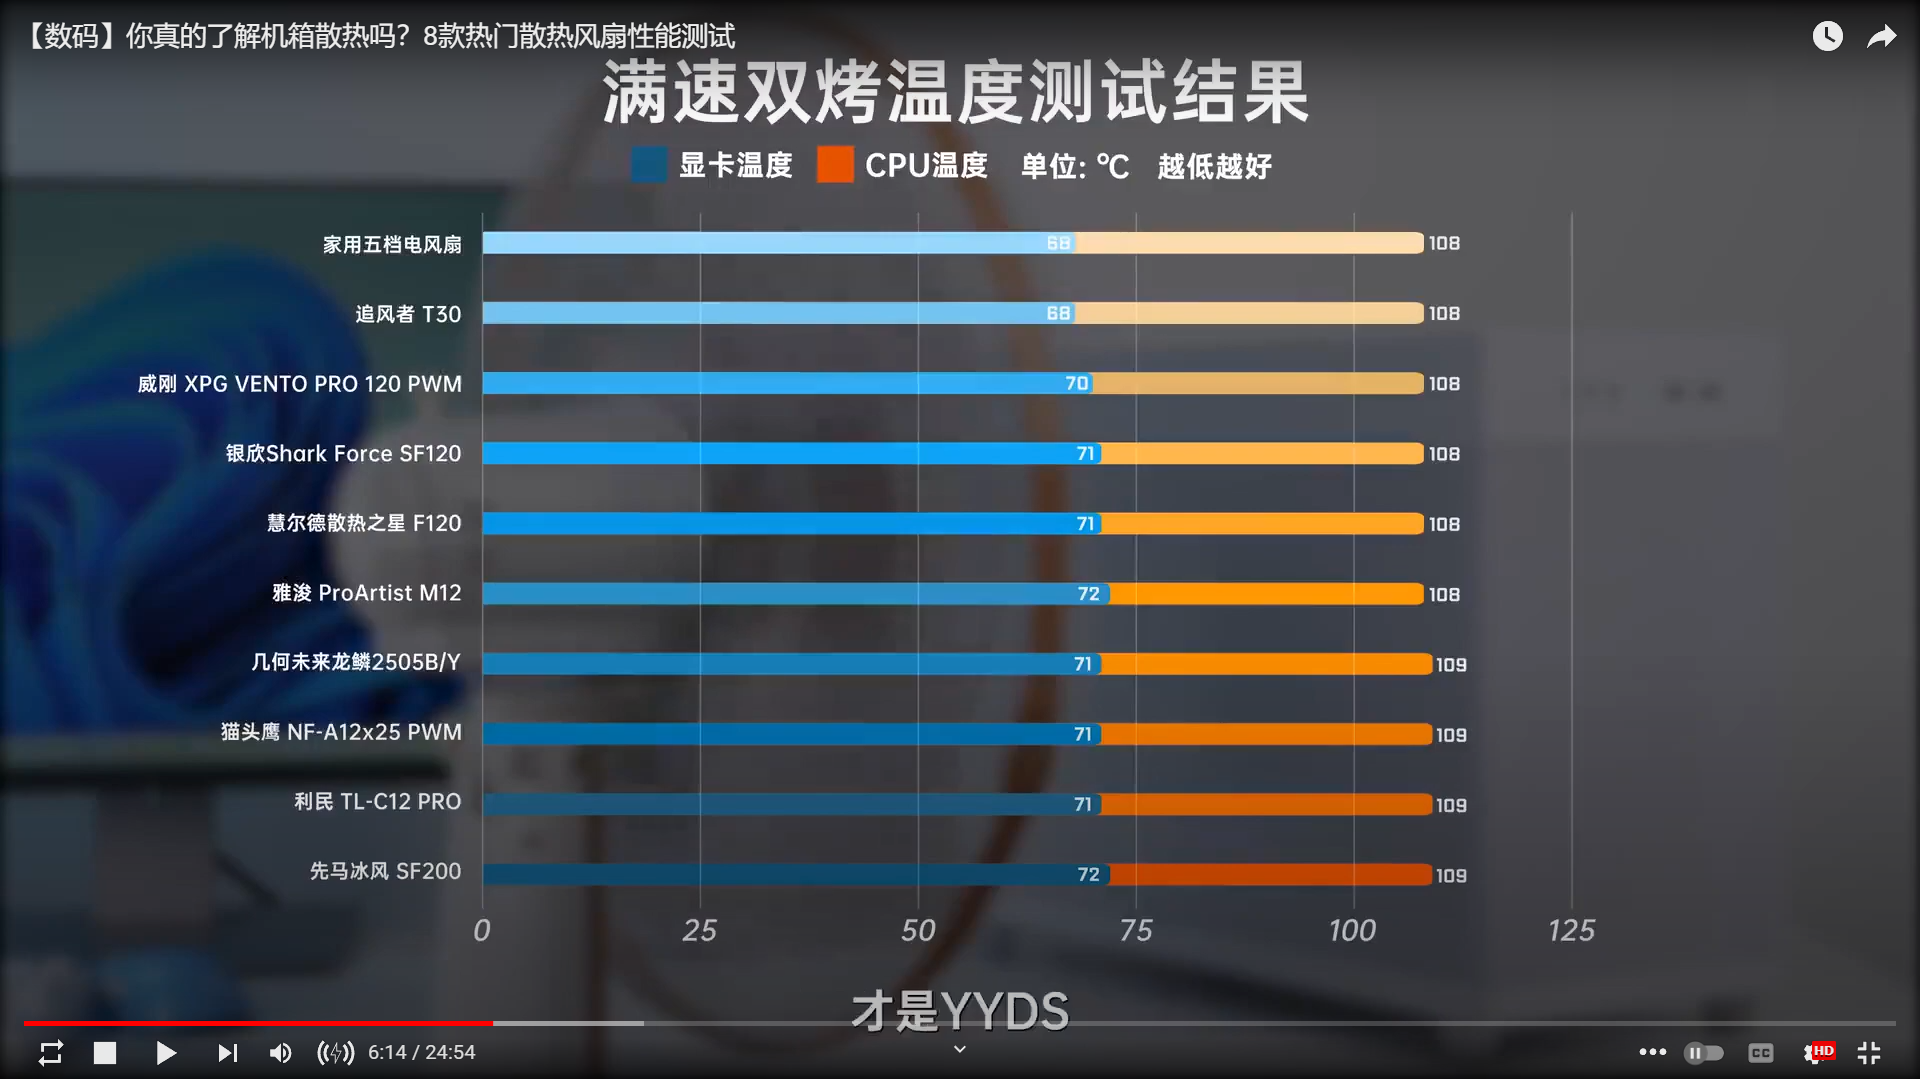 【数码】你真的了解机箱散热吗？8款热门散热风扇性能测试
满速双烤温度测试结果
显卡温度 CPU温度 单位: ℃ 越低越好
家用五档电风扇 68 108
追风者 T30 68 108
威刚 XPG VENTO PRO 120 PWM 70 108
银欣Shark Force SF120 71 108
慧尔德散热之星 F120 71 108
雅浚 ProArtist M12 72 108
几何未来龙鳞2505B/Y 71 109
猫头鹰 NF-A12x25 PWM 71 109
利民 TL-C12 PRO 71 109
先马冰风 SF200 72 109
0 25 50 75 100 125
才是YYDS
6:14 / 24:54
CC
HD